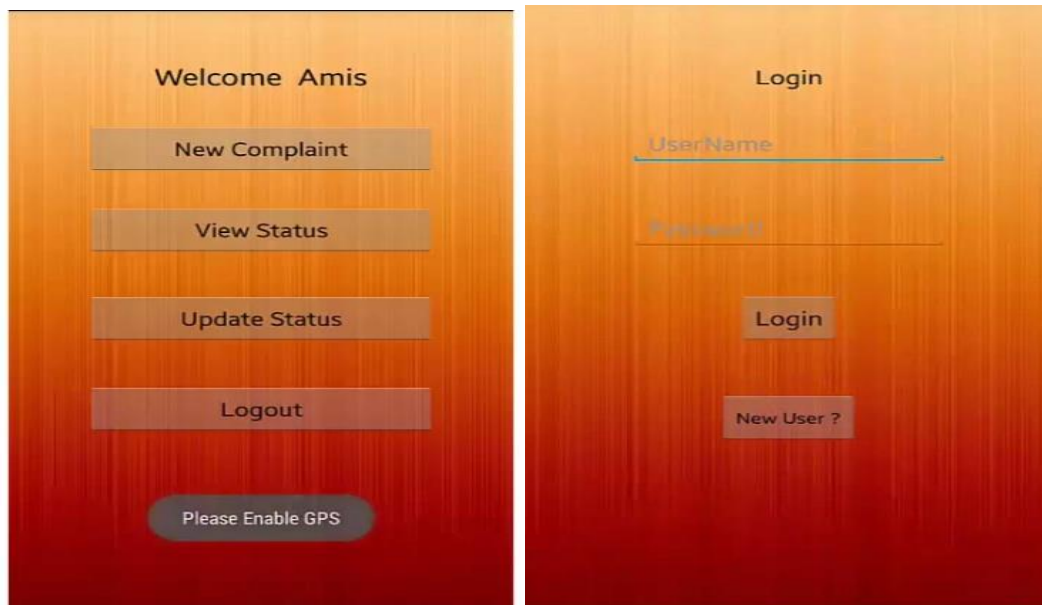 Welcome Amis
New Complaint
View Status
Update Status
Logout
Please Enable GPS
Login
UserName
Password
Login
New User ?